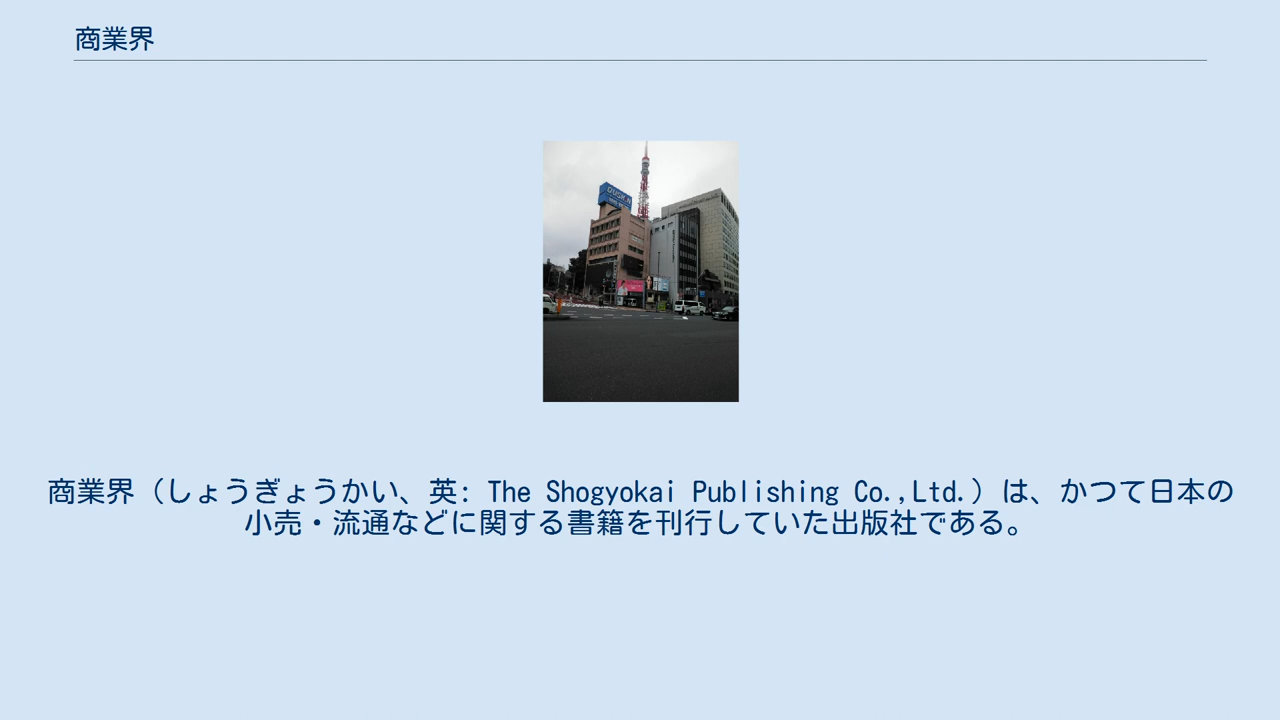 商業界
商業界（しょうぎょうかい、英: The Shogyokai Publishing Co.,Ltd.）は、かつて日本の
小売・流通などに関する書籍を刊行していた出版社である。